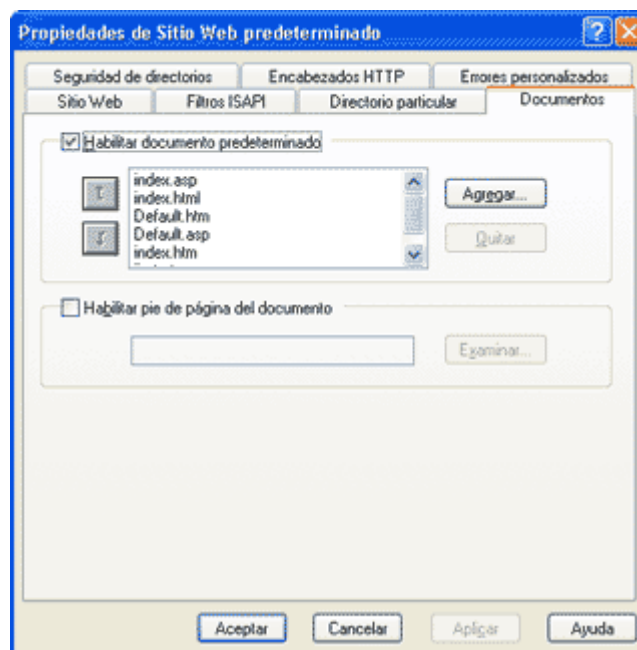 Propiedades de Sitio Web predeterminado
Seguridad de directorios Encabezados HTTP Errores personalizados
Sitio Web Filtros ISAPI Directorio particular Documentos
Habilitar documento predeterminado
index.asp
index.html
Default.htm
Default.asp
index.htm
Agregar...
Quitar
Habilitar pie de página del documento
Examinar...
Aceptar Cancelar Aplicar Ayuda